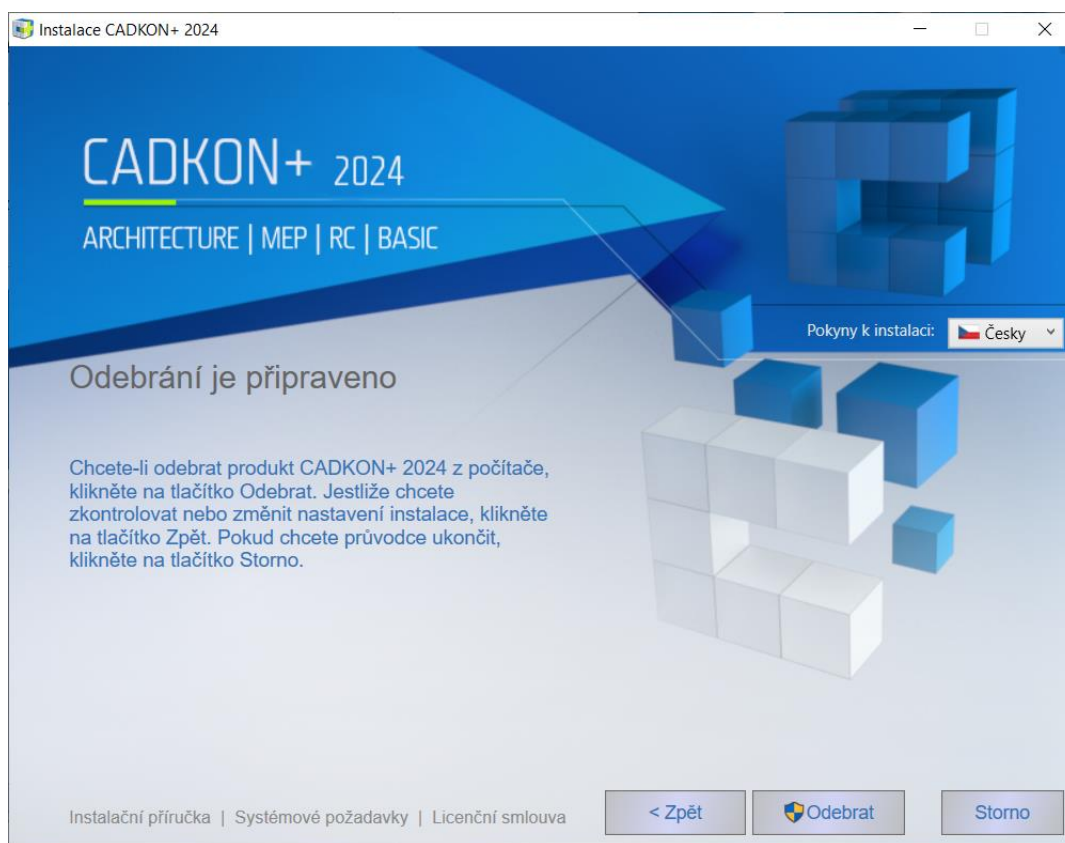 Instalace CADKON+ 2024
CADKON+ 2024
ARCHITECTURE | MEP | RC | BASIC
Pokyny k instalaci: Česky
Odebrání je připraveno
Chcete-li odebrat produkt CADKON+ 2024 z počítače,
klikněte na tlačítko Odebrat. Jestliže chcete
zkontrolovat nebo změnit nastavení instalace, klikněte
na tlačítko Zpět. Pokud chcete průvodce ukončit,
klikněte na tlačítko Storno.
Instalační příručka | Systémové požadavky | Licenční smlouva < Zpět Odebrat Storno